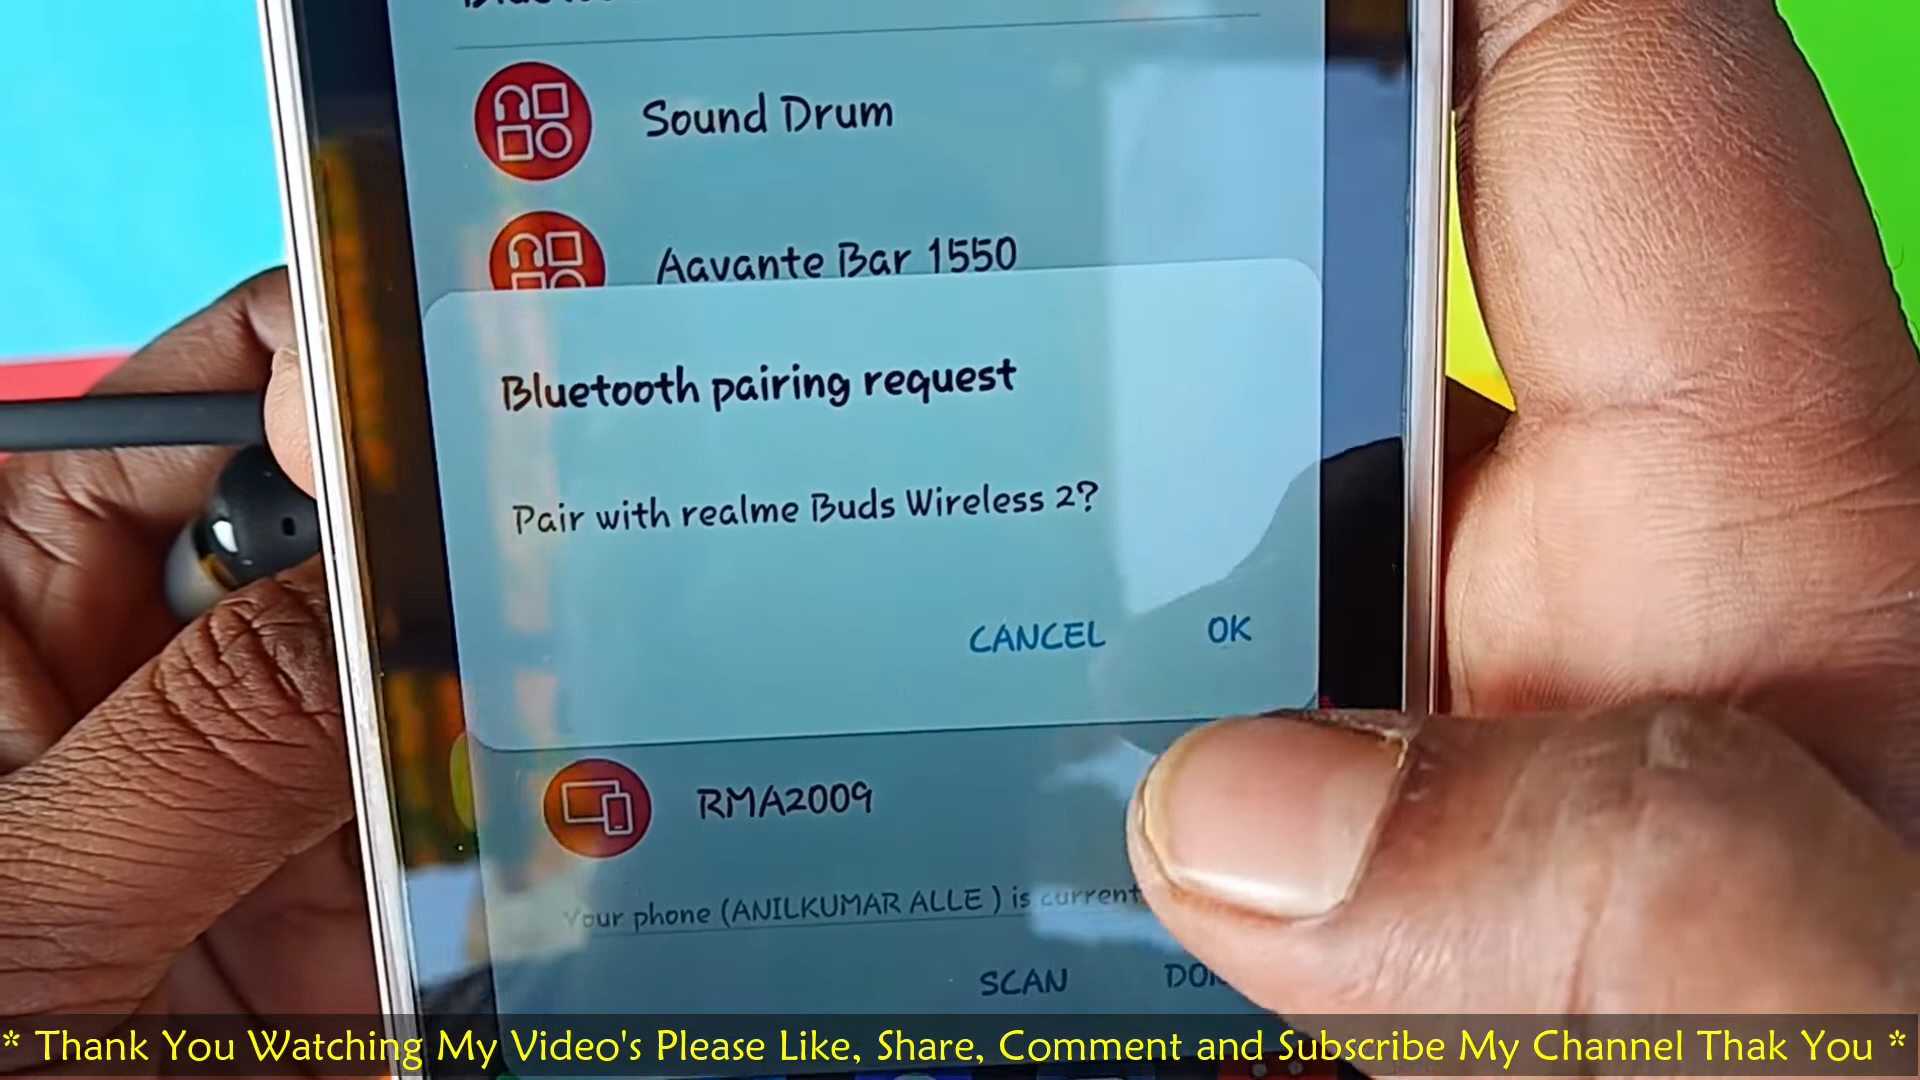 Sound Drum
Aavante Bar 1550
Bluetooth pairing request
Pair with realme Buds Wireless 2?
CANCEL OK
RMA2009
Your phone (ANILKUMAR ALLE ) is
SCAN
* Thank You Watching My Video's Please Like, Share, Comment and Subscribe My Channel Thak You *